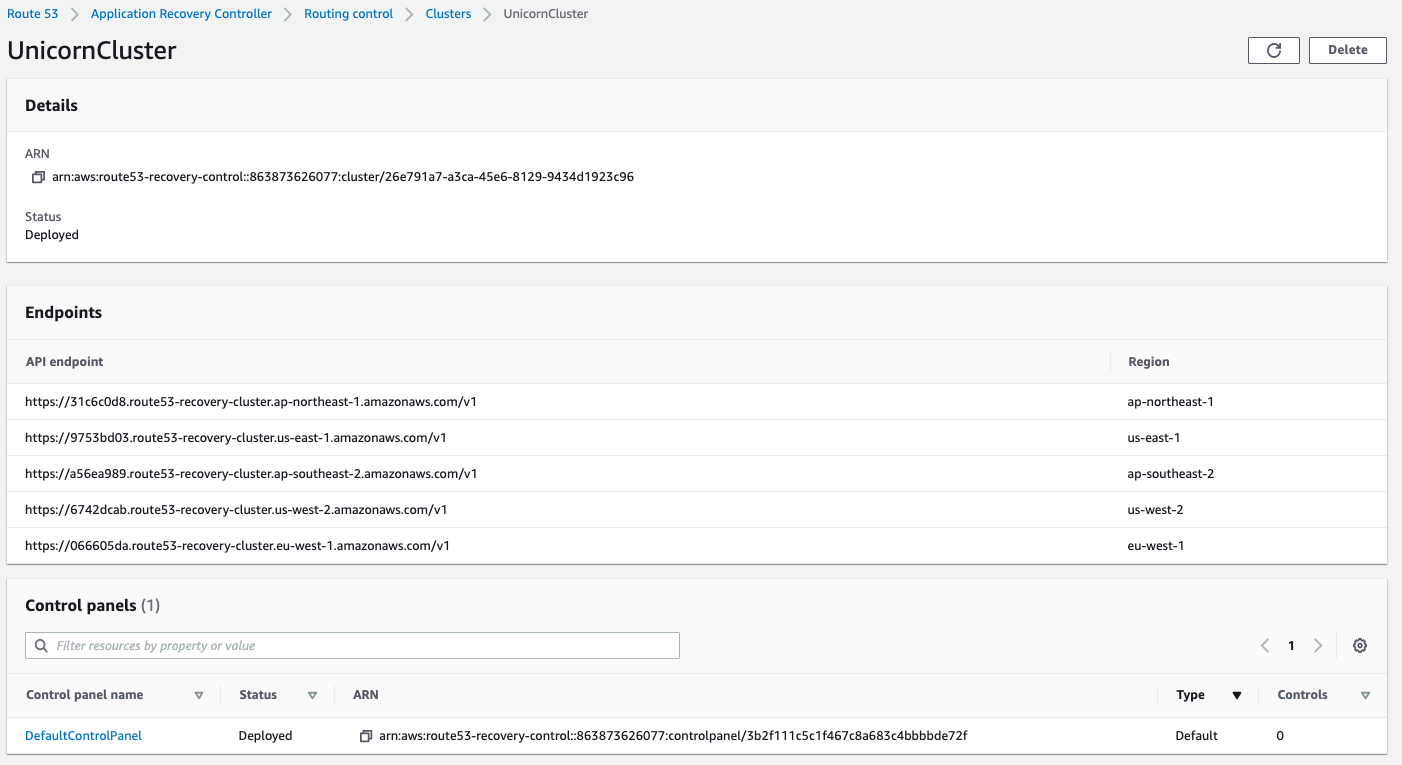 Route 53 > Application Recovery Controller > Routing control > Clusters > UnicornCluster
UnicornCluster
Delete
Details
ARN
arn:aws:route53-recovery-control::863873626077:cluster/26e791a7-a3ca-45e6-8129-9434d1923c96
Status
Deployed
Endpoints
API endpoint Region
https://31c6c0d8.route53-recovery-cluster.ap-northeast-1.amazonaws.com/v1 ap-northeast-1
https://9753bd03.route53-recovery-cluster.us-east-1.amazonaws.com/v1 us-east-1
https://a56ea989.route53-recovery-cluster.ap-southeast-2.amazonaws.com/v1 ap-southeast-2
https://6742dcab.route53-recovery-cluster.us-west-2.amazonaws.com/v1 us-west-2
https://066605da.route53-recovery-cluster.eu-west-1.amazonaws.com/v1 eu-west-1
Control panels (1)
Filter resources by property or value < 1 >
Control panel name Status ARN Type Controls
DefaultControlPanel Deployed arn:aws:route53-recovery-control::863873626077:controlpanel/3b2f111c5c1f467c8a683c4bbbbde72f Default 0